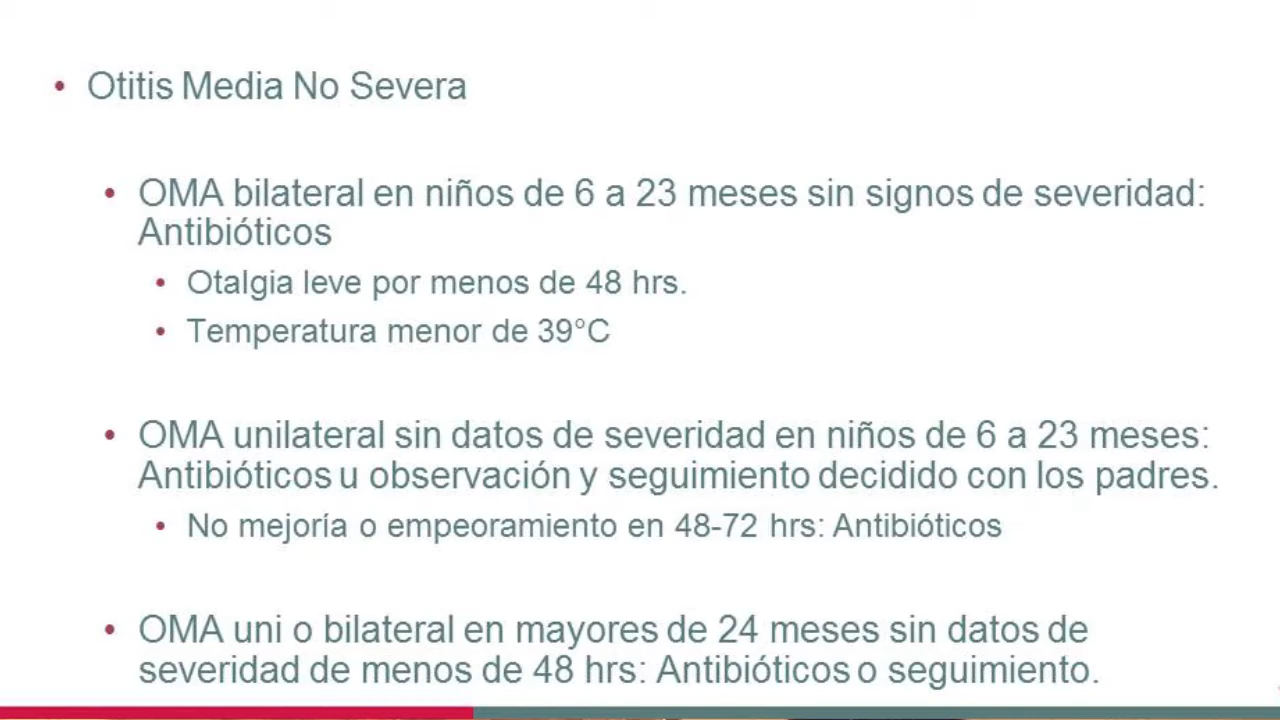 • Otitis Media No Severa
• OMA bilateral en niños de 6 a 23 meses sin signos de severidad:
Antibióticos
• Otalgia leve por menos de 48 hrs.
• Temperatura menor de 39°C
• OMA unilateral sin datos de severidad en niños de 6 a 23 meses:
Antibióticos u observación y seguimiento decidido con los padres.
• No mejoría o empeoramiento en 48-72 hrs: Antibióticos
• OMA uni o bilateral en mayores de 24 meses sin datos de
severidad de menos de 48 hrs: Antibióticos o seguimiento.